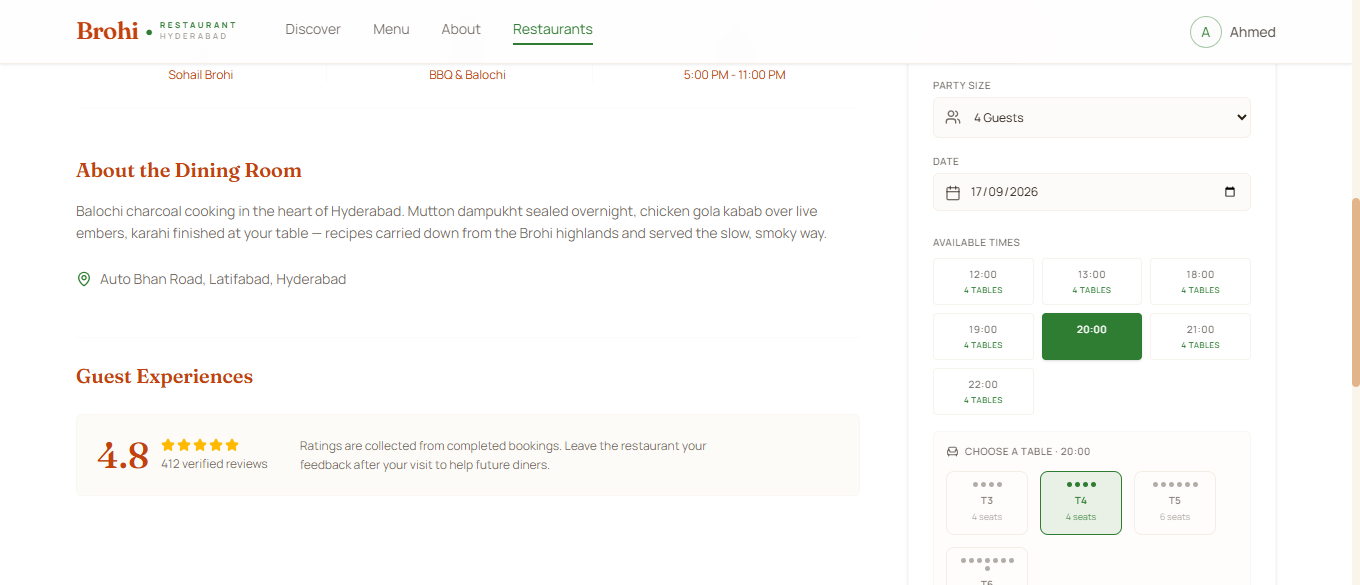 Brohi
RESTAURANT
HYDERABAD
Discover
Menu
About
Restaurants
A
Ahmed
Sohail Brohi
BBQ & Balochi
5:00 PM - 11:00 PM
About the Dining Room
Balochi charcoal cooking in the heart of Hyderabad. Mutton dampukht sealed overnight, chicken gola kabab over live
embers, karahi finished at your table — recipes carried down from the Brohi highlands and served the slow, smoky way.
Auto Bhan Road, Latifabad, Hyderabad
Guest Experiences
4.8
412 verified reviews
Ratings are collected from completed bookings. Leave the restaurant your
feedback after your visit to help future diners.
PARTY SIZE
4 Guests
DATE
17/09/2026
AVAILABLE TIMES
12:00
4 TABLES
13:00
4 TABLES
18:00
4 TABLES
19:00
4 TABLES
20:00
21:00
4 TABLES
22:00
4 TABLES
CHOOSE A TABLE · 20:00
T3
4 seats
T4
4 seats
T5
6 seats
T6